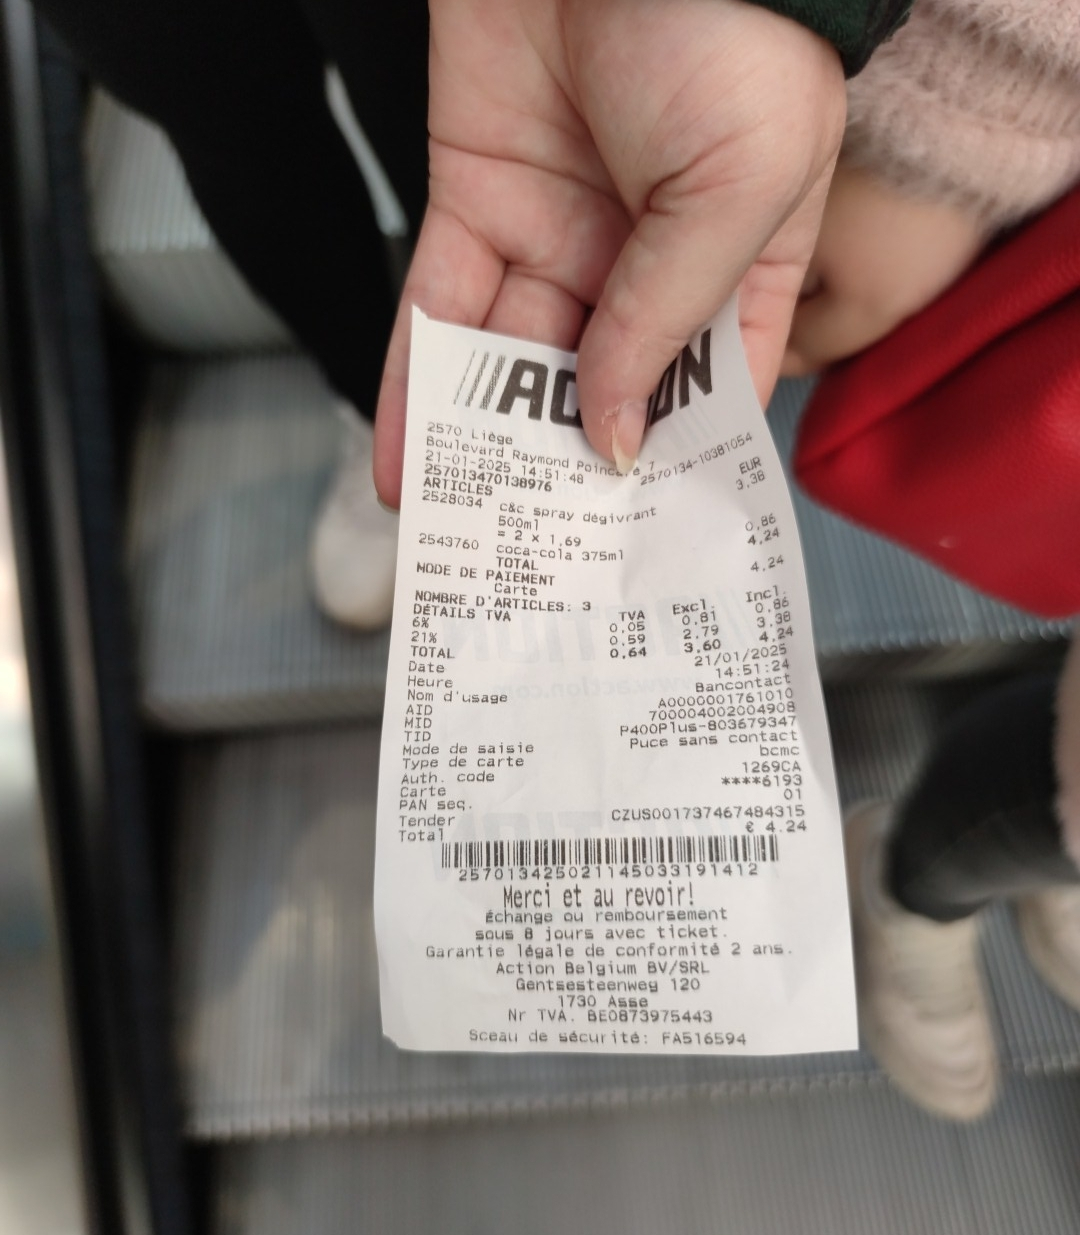 ACTION
2570 Liège
Boulevard Raymond Poincaré 7
21-01-2025 14:51:48 2570134-10381054
257013470138976 EUR
ARTICLES 3,38
2528034 c&c spray dégivrant
500ml
= 2 x 1,69 0,86
2543760 coca-cola 375ml 4,24
TOTAL
MODE DE PAIEMENT 4,24
Carte
NOMBRE D'ARTICLES: 3
DÉTAILS TVA TVA Excl. Incl.
6% 0,05 0,81 0,86
21% 0,59 2,79 3,38
TOTAL 0,64 3,60 4,24
Date 21/01/2025
Heure 14:51:24
Nom d'usage Bancontact
AID A0000001761010
MID 700004002004908
TID P400Plus-803679347
Mode de saisie Puce sans contact
Type de carte bcmc
Auth. code 1269CA
Carte ****6193
PAN seq. 01
Tender CZUS001737467484315
Total € 4.24
257013425021145033191412
Merci et au revoir!
Échange ou remboursement
sous 8 jours avec ticket.
Garantie légale de conformité 2 ans.
Action Belgium BV/SRL
Gentsesteenweg 120
1730 Asse
Nr TVA. BE0873975443
Sceau de sécurité: FA516594